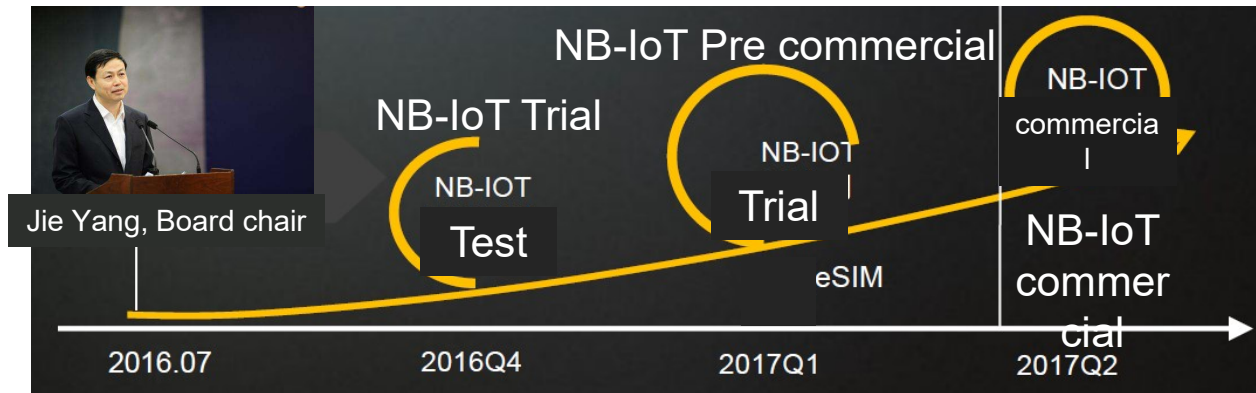 NB-IoT Pre commercial
NB-IOT
commercia
l
NB-IoT Trial
NB-IOT
Trial
NB-IOT
Test
Jie Yang, Board chair
NB-IoT
commer
cial
eSIM
2016.07
2016Q4
2017Q1
2017Q2